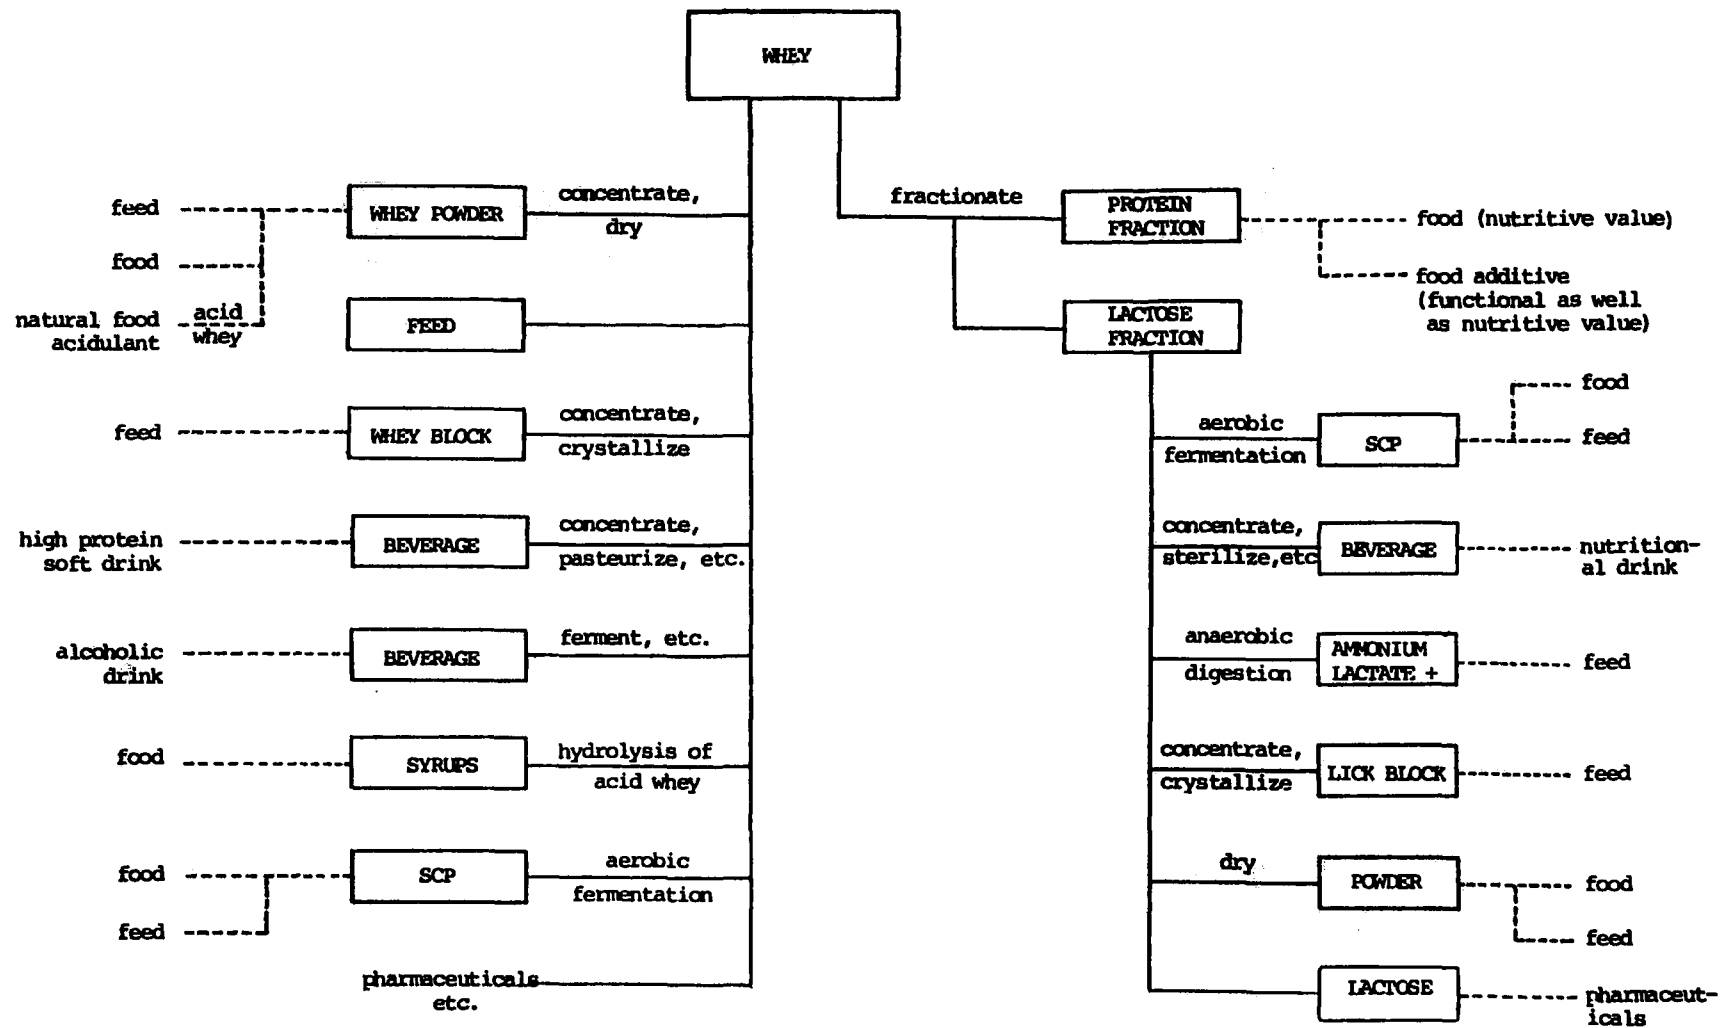 WHEY
feed
WHEY POWDER
concentrate,
dry
food
natural food
acidulant
acid
whey
FEED
feed
WHEY BLOCK
concentrate,
crystallize
high protein
soft drink
BEVERAGE
concentrate,
pasteurize, etc.
alcoholic
drink
BEVERAGE
ferment, etc.
food
SYRUPS
hydrolysis of
acid whey
food
SCP
aerobic
fermentation
feed
pharmaceuticals
etc.
fractionate
PROTEIN
FRACTION
food (nutritive value)
food additive
(functional as well
as nutritive value)
LACTOSE
FRACTION
aerobic
fermentation
SCP
food
feed
concentrate,
sterilize,etc
BEVERAGE
nutrition-
al drink
anaerobic
digestion
AMMONIUM
LACTATE +
feed
concentrate,
crystallize
LICK BLOCK
feed
dry
POWDER
food
feed
LACTOSE
pharmaceut-
icals